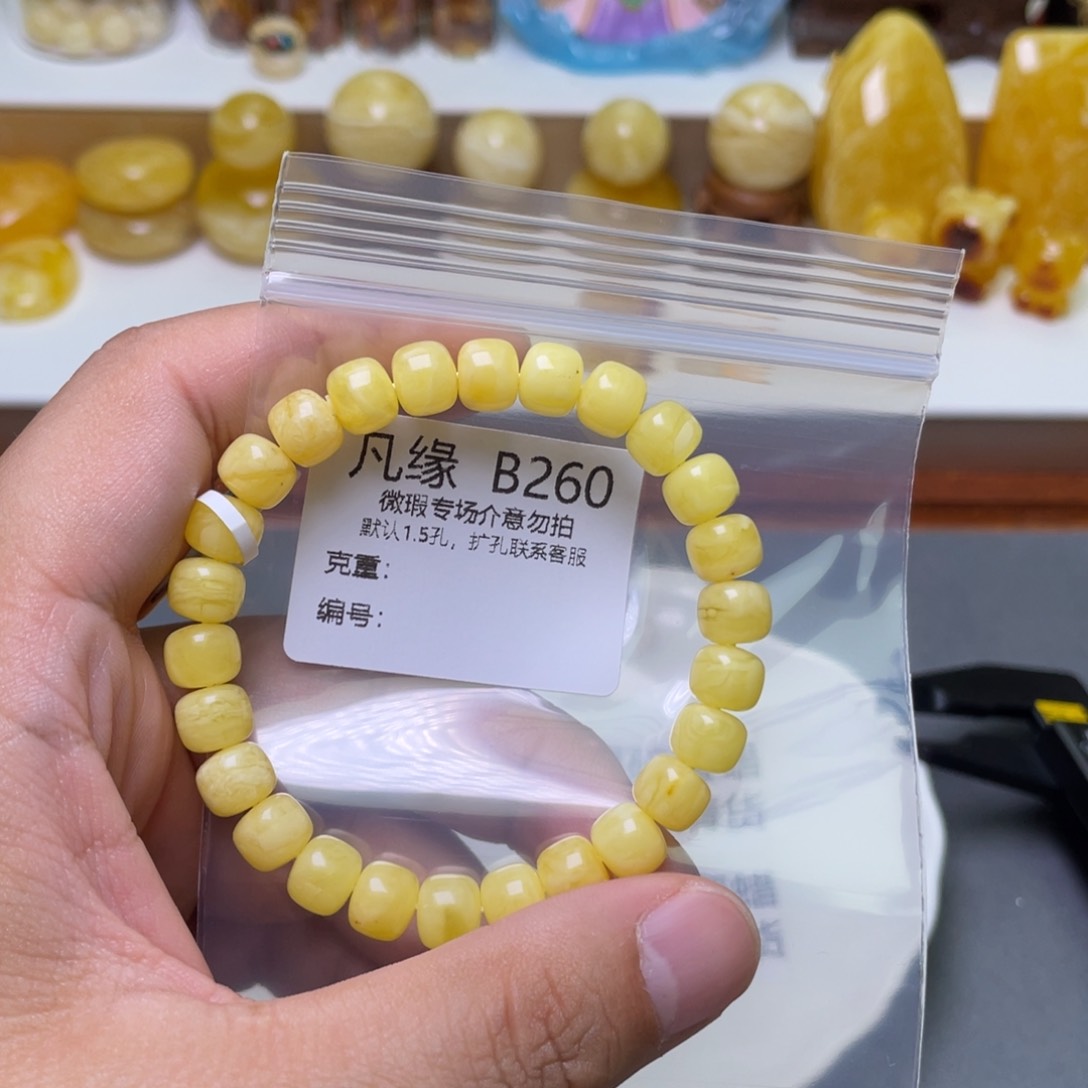 凡缘 B260
微瑕专场介意勿拍
默认1.5孔，扩孔联系客服
克重：
编号：